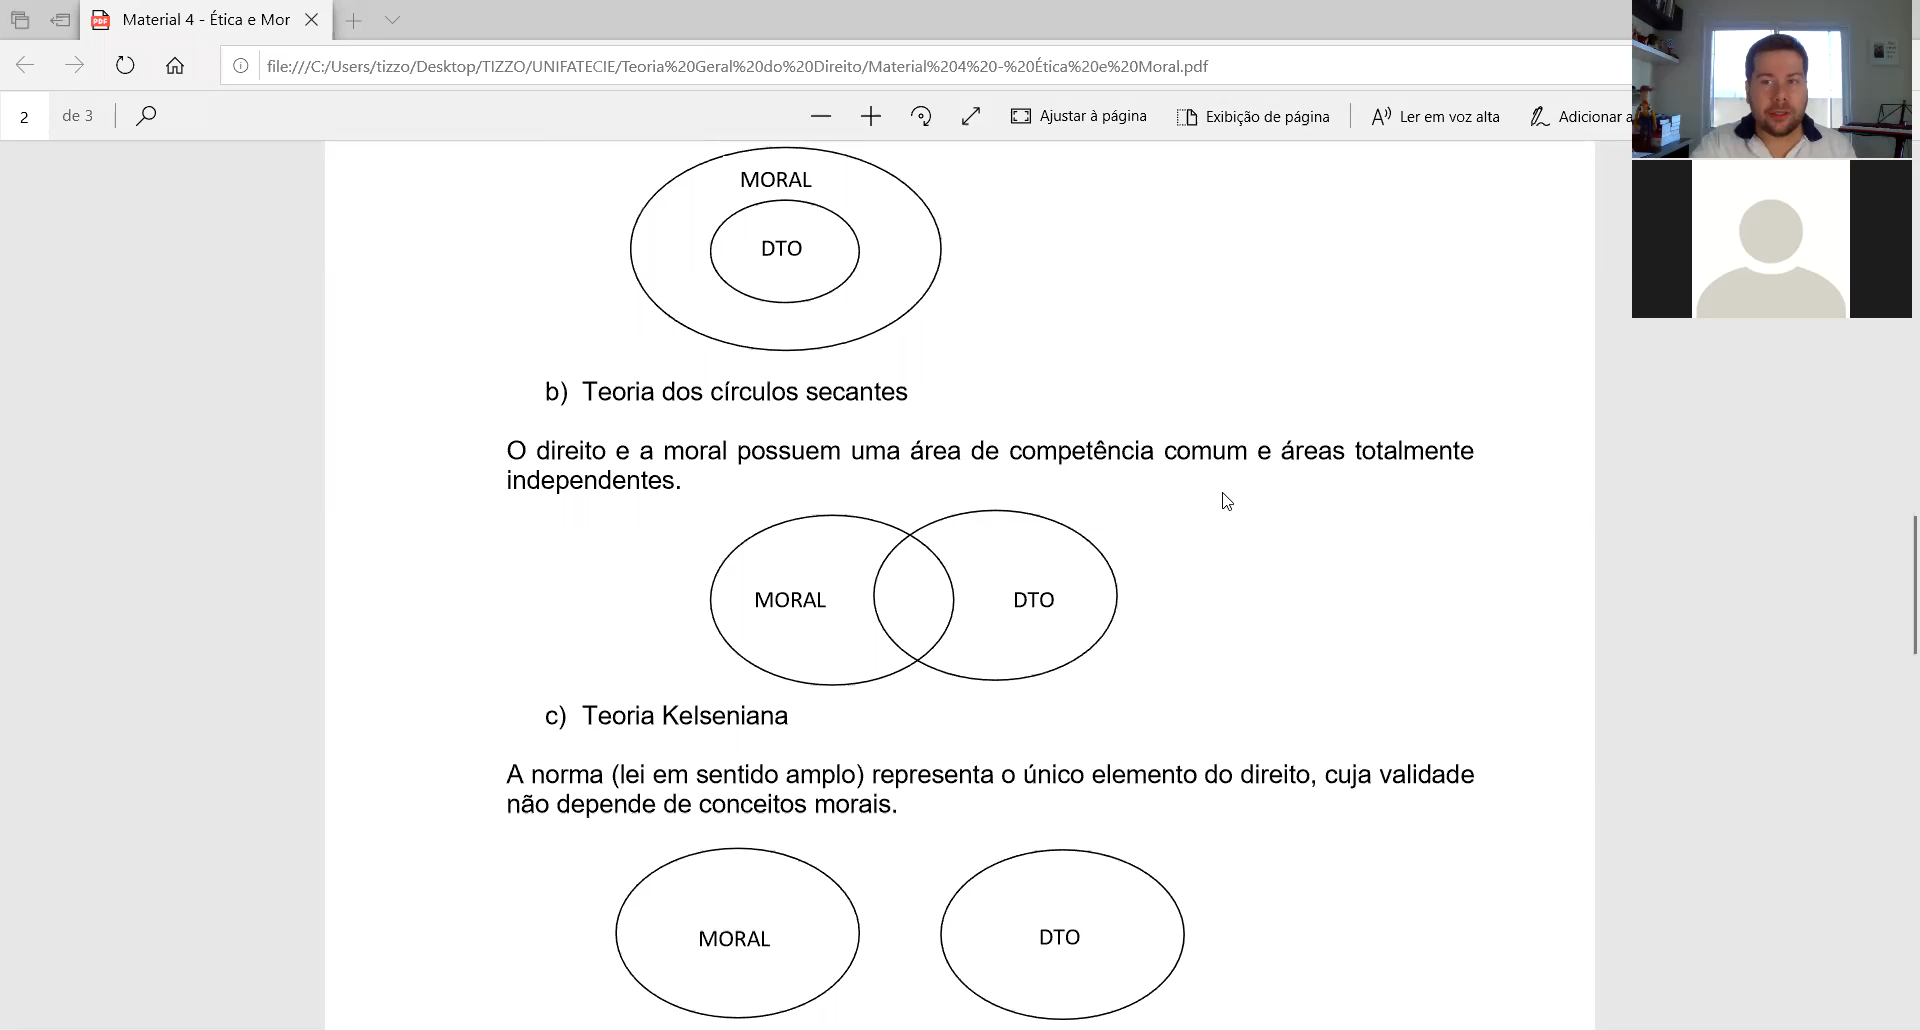 Material 4 - Ética e Mor
file:///C:/Users/tizzo/Desktop/TIZZO/UNIFATECIE/Teoria%20Geral%20do%20Direito/Material%204%20-%20Ética%20e%20Moral.pdf
2 de 3 Ajustar à página Exibição de página Ler em voz alta Adicionar a
MORAL
DTO
b) Teoria dos círculos secantes
O direito e a moral possuem uma área de competência comum e áreas totalmente
independentes.
MORAL DTO
c) Teoria Kelseniana
A norma (lei em sentido amplo) representa o único elemento do direito, cuja validade
não depende de conceitos morais.
MORAL DTO